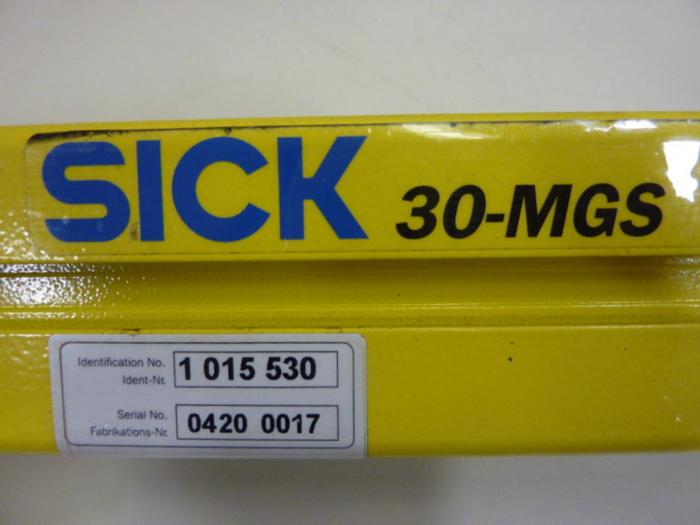 SICK 30-MGS
Identification No. 1 015 530
Ident-Nr.
Serial No. 0420 0017
Fabrikations-Nr.